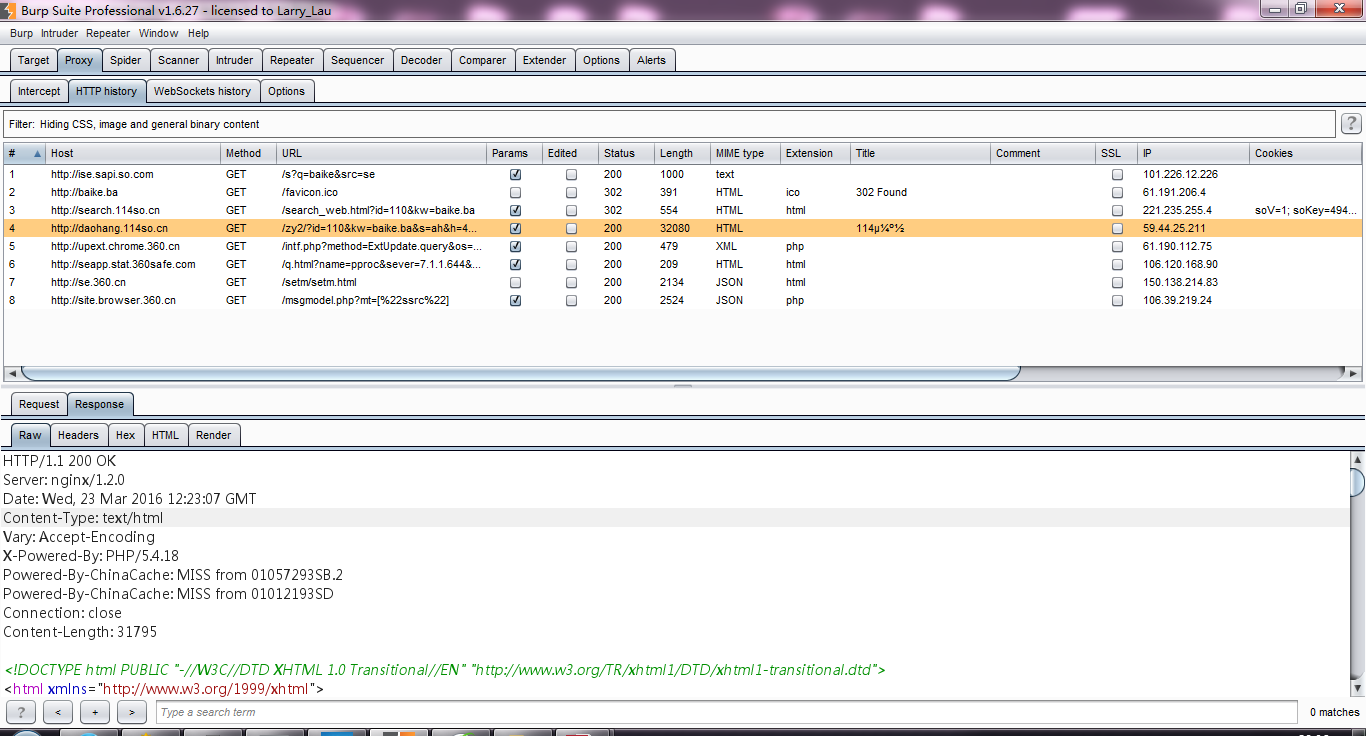 Burp Suite Professional v1.6.27 - licensed to Larry_Lau
Burp Intruder Repeater Window Help
Target Proxy Spider Scanner Intruder Repeater Sequencer Decoder Comparer Extender Options Alerts
Intercept HTTP history WebSockets history Options
Filter: Hiding CSS, image and general binary content ?
# Host Method URL Params Edited Status Length MIME type Extension Title Comment SSL IP Cookies
1 http://ise.sapi.so.com GET /s?q=baike&src=se 200 1000 text 101.226.12.226
2 http://baike.ba GET /favicon.ico 302 391 HTML ico 302 Found 61.191.206.4
3 http://search.114so.cn GET /search_web.html?id=110&kw=baike.ba 302 554 HTML html 221.235.255.4 soV=1; soKey=494...
4 http://daohang.114so.cn GET /zy2/?id=110&kw=baike.ba&s=ah&h=4... 200 32080 HTML 114µ¼º½ 59.44.25.211
5 http://upext.chrome.360.cn GET /intf.php?method=ExtUpdate.query&os=... 200 479 XML php 61.190.112.75
6 http://seapp.stat.360safe.com GET /q.html?name=pproc&sever=7.1.1.644&... 200 209 HTML html 106.120.168.90
7 http://se.360.cn GET /setm/setm.html 200 2134 JSON html 150.138.214.83
8 http://site.browser.360.cn GET /msgmodel.php?mt=[%22ssrc%22] 200 2524 JSON php 106.39.219.24
Request Response
Raw Headers Hex HTML Render
HTTP/1.1 200 OK
Server: nginx/1.2.0
Date: Wed, 23 Mar 2016 12:23:07 GMT
Content-Type: text/html
Vary: Accept-Encoding
X-Powered-By: PHP/5.4.18
Powered-By-ChinaCache: MISS from 01057293SB.2
Powered-By-ChinaCache: MISS from 01012193SD
Connection: close
Content-Length: 31795
<!DOCTYPE html PUBLIC "-//W3C//DTD XHTML 1.0 Transitional//EN" "http://www.w3.org/TR/xhtml1/DTD/xhtml1-transitional.dtd">
<html xmlns="http://www.w3.org/1999/xhtml">
? < + > Type a search term 0 matches